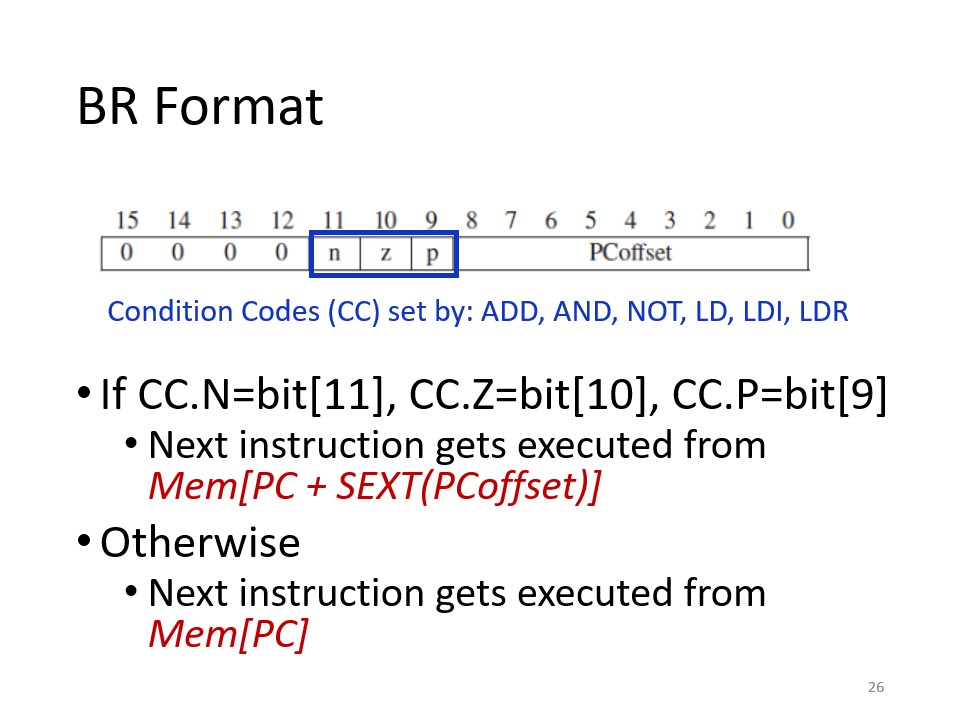 BR Format
15 14 13 12 11 10 9 8 7 6 5 4 3 2 1 0
0 0 0 0 n z p PCoffset
Condition Codes (CC) set by: ADD, AND, NOT, LD, LDI, LDR
• If CC.N=bit[11], CC.Z=bit[10], CC.P=bit[9]
• Next instruction gets executed from
Mem[PC + SEXT(PCoffset)]
• Otherwise
• Next instruction gets executed from
Mem[PC]
26